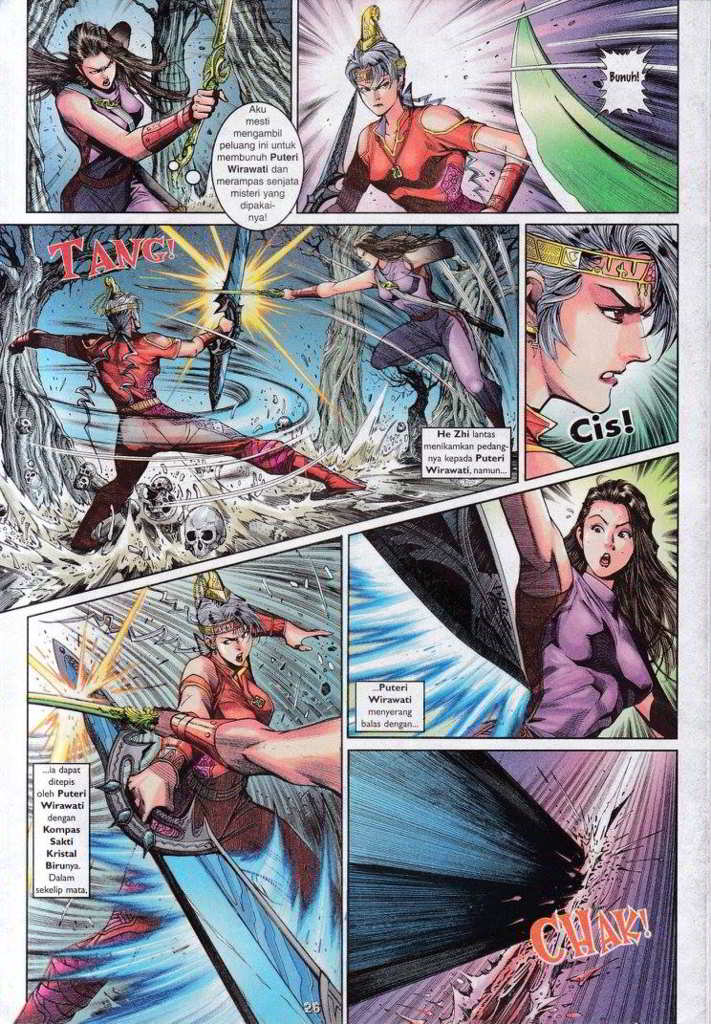 Aku
mesti
mengambil
peluang ini untuk
membunuh Puteri
Wirawati dan
merampas senjata
misteri yang
dipakai-
nya!
Bunuh!
TANG!
He Zhi lantas
menikamkan pedang-
nya kepada Puteri
Wirawati, namun...
Cis!
...ia dapat
ditepis
oleh Puteri
Wirawati
dengan
Kompas
Sakti
Kristal
Birunya.
Dalam
sekelip mata,
...Puteri
Wirawati
menyerang
balas dengan...
CHAK!
26